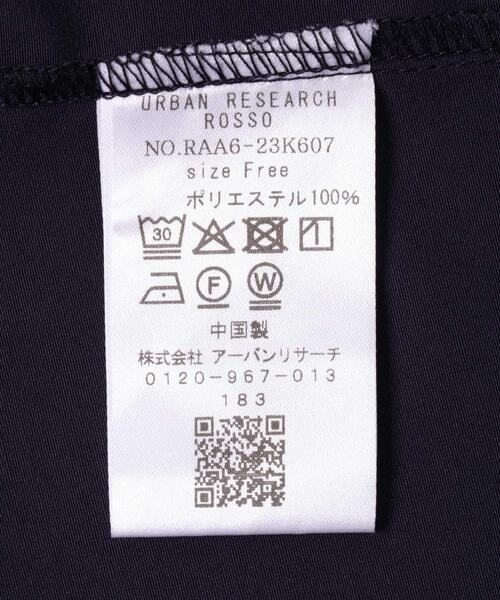 URBAN RESEARCH
ROSSO
NO.RAA6-23K607
size Free
ポリエステル100%
30
F W
中国製
株式会社 アーバンリサーチ
0120-967-013
183